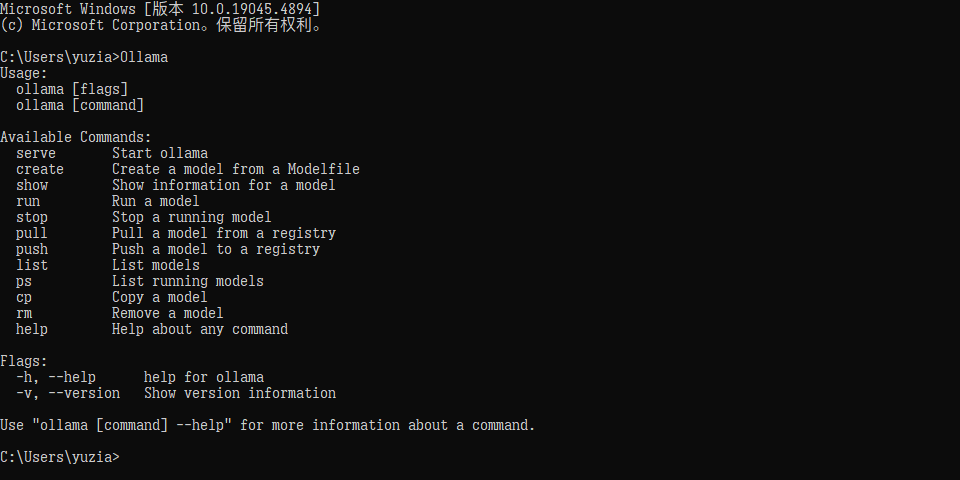 Microsoft Windows [版本 10.0.19045.4894]
(c) Microsoft Corporation。保留所有权利。
C:\Users\yuzia>Ollama
Usage:
  ollama [flags]
  ollama [command]
Available Commands:
  serve       Start ollama
  create      Create a model from a Modelfile
  show        Show information for a model
  run         Run a model
  stop        Stop a running model
  pull        Pull a model from a registry
  push        Push a model to a registry
  list        List models
  ps          List running models
  cp          Copy a model
  rm          Remove a model
  help        Help about any command
Flags:
  -h, --help      help for ollama
  -v, --version   Show version information
Use "ollama [command] --help" for more information about a command.
C:\Users\yuzia>